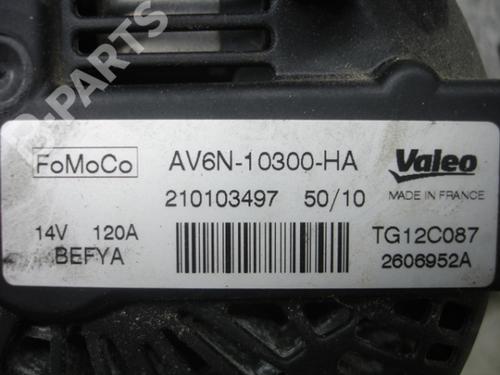 B-PARTS
FoMoCo AV6N-10300-HA Valeo
210103497 50/10 MADE IN FRANCE
14V 120A TG12C087
BEFYA 2606952A